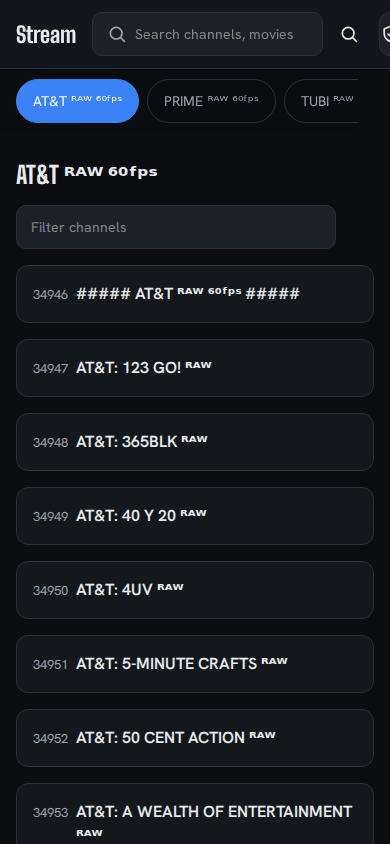 Stream
Search channels, movies
AT&T ᴿᴬᵂ ⁶⁰ᶠᵖˢ
PRIME ᴿᴬᵂ ⁶⁰ᶠᵖˢ
TUBI ᴿᴬᵂ
AT&T ᴿᴬᵂ ⁶⁰ᶠᵖˢ
Filter channels
34946 ##### AT&T ᴿᴬᵂ ⁶⁰ᶠᵖˢ #####
34947 AT&T: 123 GO! ᴿᴬᵂ
34948 AT&T: 365BLK ᴿᴬᵂ
34949 AT&T: 40 Y 20 ᴿᴬᵂ
34950 AT&T: 4UV ᴿᴬᵂ
34951 AT&T: 5-MINUTE CRAFTS ᴿᴬᵂ
34952 AT&T: 50 CENT ACTION ᴿᴬᵂ
34953 AT&T: A WEALTH OF ENTERTAINMENT
ᴿᴬᵂ